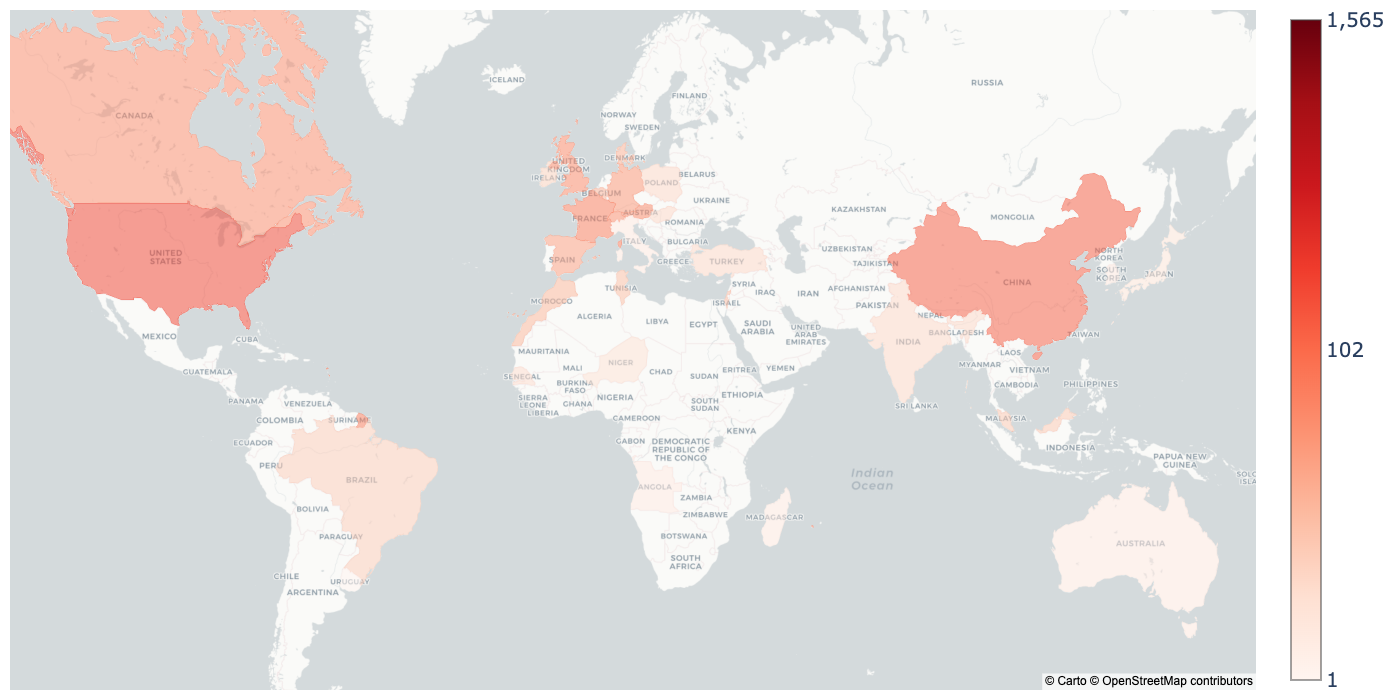 1,565
ICELAND
RUSSIA
FINLAND
CANADA
NORWAY
SWEDEN
DENMARK
UNITED
KINGDOM
IRELAND
BELARUS
POLAND
BELGIUM
UKRAINE
KAZAKHSTAN
MONGOLIA
FRANCE
AUSTRIA
ROMANIA
ITALY
BULGARIA
UZBEKISTAN
NORTH
KOREA
UNITED
STATES
SPAIN
GREECE
TURKEY
TAJIKISTAN
SOUTH
KOREA
JAPAN
CHINA
TUNISIA
SYRIA
IRAQ
IRAN
AFGHANISTAN
MOROCCO
ISRAEL
PAKISTAN
ALGERIA
LIBYA
EGYPT
SAUDI
ARABIA
UNITED
ARAB
EMIRATES
NEPAL
BANGLADESH
TAIWAN
MEXICO
CUBA
INDIA
102
MAURITANIA
MALI
NIGER
CHAD
SUDAN
ERITREA
YEMEN
LAOS
MYANMAR
VIETNAM
GUATEMALA
SENEGAL
BURKINA
FASO
CAMBODIA
PHILIPPINES
PANAMA
VENEZUELA
SIERRA
LEONE
GHANA
NIGERIA
SOUTH
SUDAN
ETHIOPIA
SRI LANKA
LIBERIA
COLOMBIA
SURINAME
CAMEROON
MALAYSIA
ECUADOR
GABON
DEMOCRATIC
REPUBLIC OF
THE CONGO
KENYA
INDONESIA
PERU
PAPUA NEW
GUINEA
BRAZIL
Indian
Ocean
SOLO
ISLA
ANGOLA
ZAMBIA
BOLIVIA
ZIMBABWE
MADAGASCAR
PARAGUAY
BOTSWANA
AUSTRALIA
SOUTH
AFRICA
CHILE
URUGUAY
ARGENTINA
© Carto © OpenStreetMap contributors
1